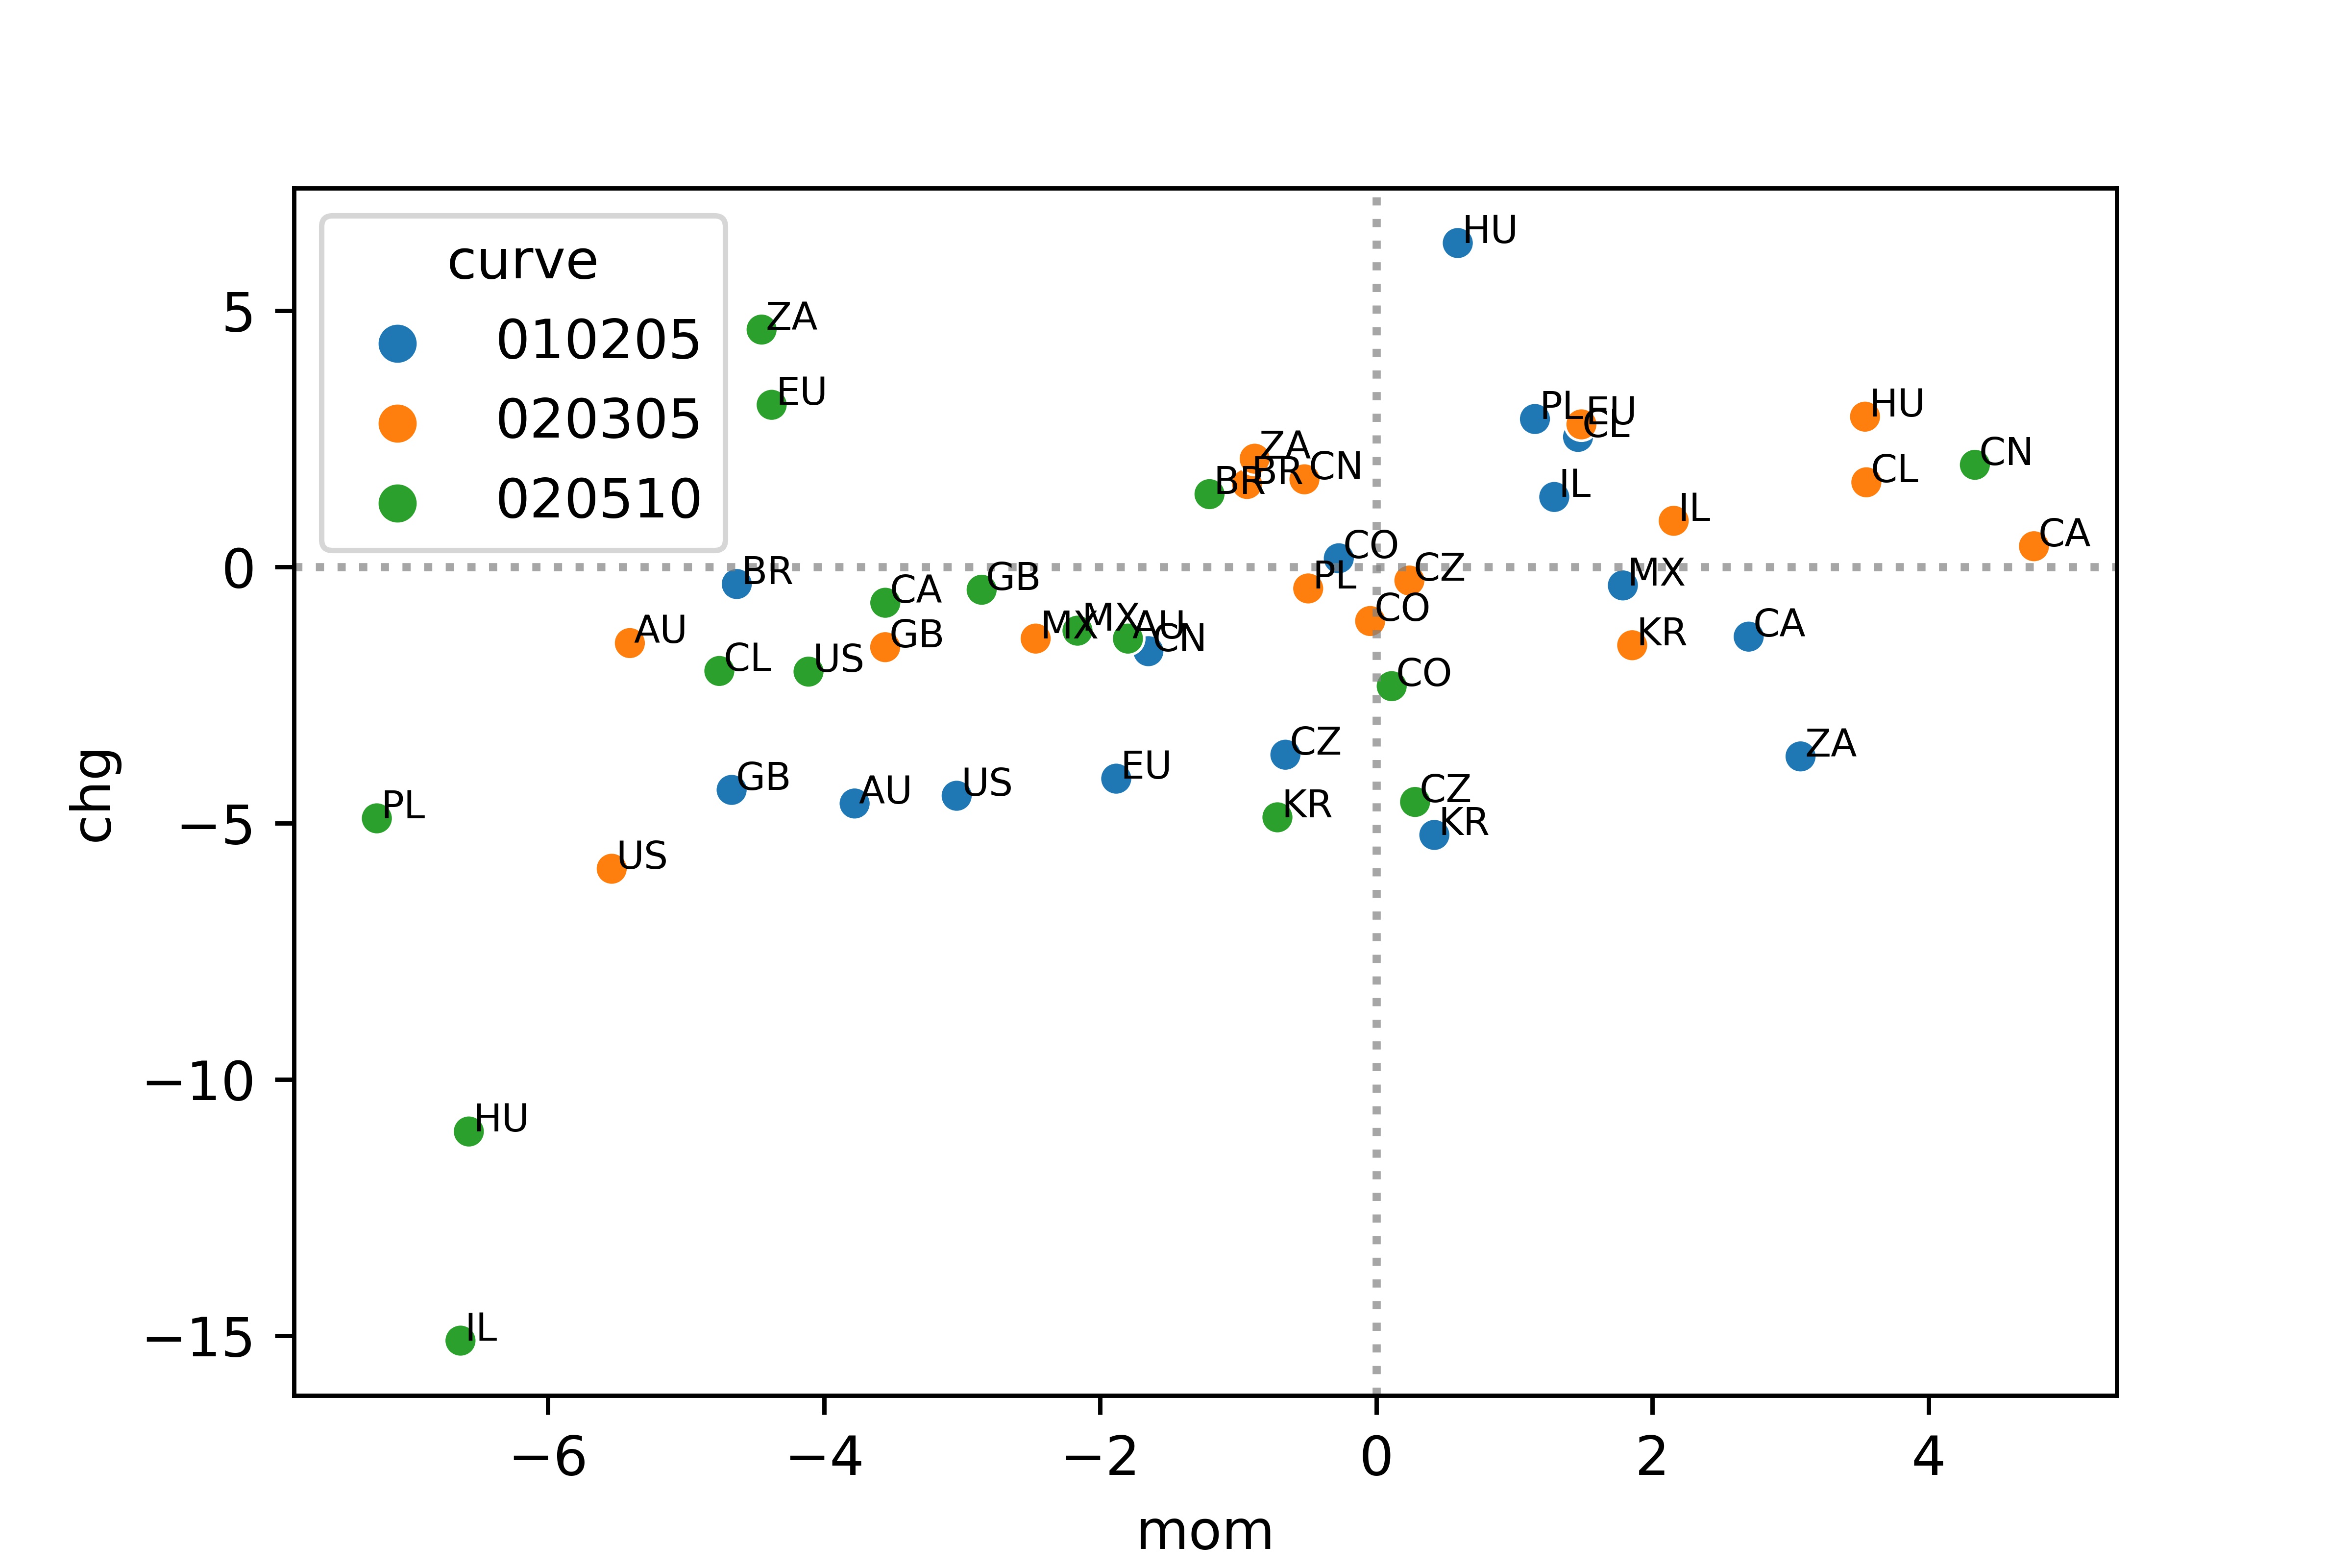 curve
010205
020305
020510
HU
ZA
EU
PL
EU
CL
HU
ZA
BR
BR
CN
CL
CN
IL
IL
CO
CA
BR
CA
GB
PL
CZ
MX
AU
GB
MX
MX
AU
CN
CO
KR
CA
CL
US
CO
CZ
ZA
GB
AU
US
EU
KR
CZ
KR
PL
US
HU
IL
5
0
−5
−10
−15
chg
−6
−4
−2
0
2
4
mom